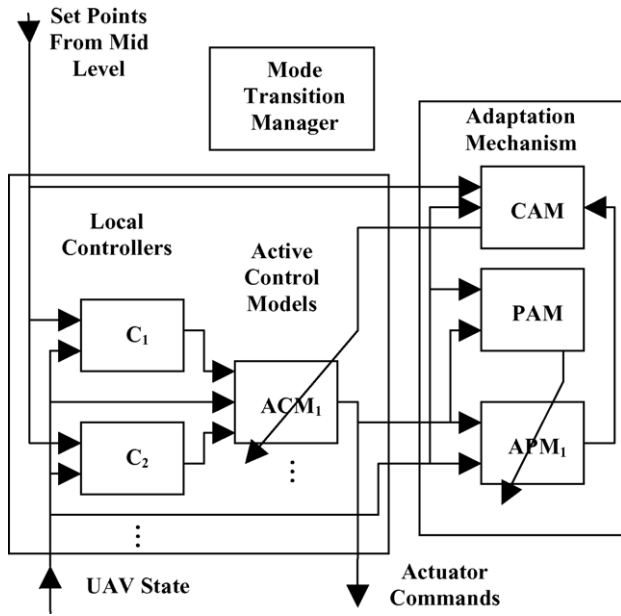 Set Points
From Mid
Level
Mode
Transition
Manager
Adaptation
Mechanism
CAM
Local
Controllers
Active
Control
Models
C₁
PAM
ACM₁
C₂
APM₁
UAV State
Actuator
Commands